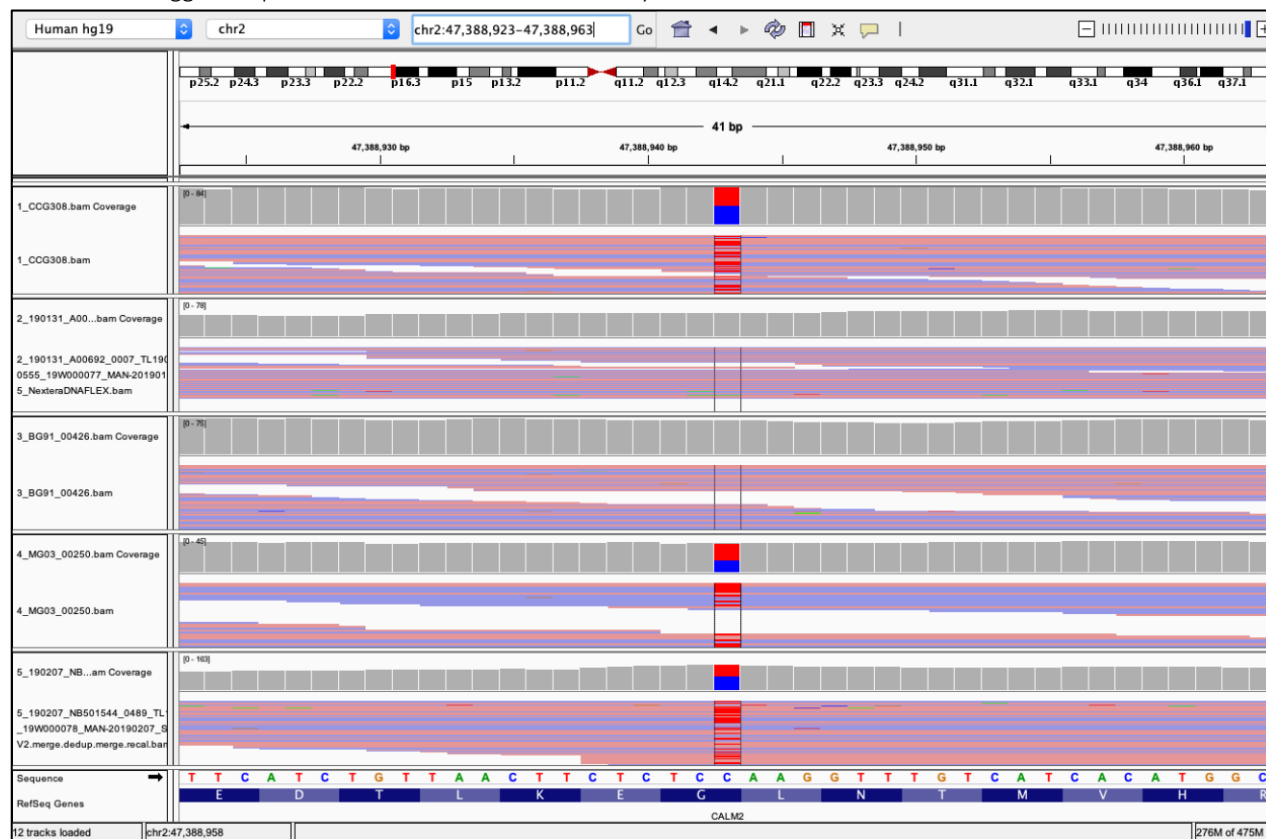 Human hg19 chr2 chr2:47,388,923-47,388,963 Go
p25.2 p24.3 p23.3 p22.2 p16.3 p15 p13.2 p11.2 q11.2 q12.3 q14.2 q21.1 q22.2 q23.3 q24.2 q31.1 q32.1 q33.1 q34 q36.1 q37.1
41 bp
47,388,930 bp 47,388,940 bp 47,388,950 bp 47,388,960 bp
[0 - 84]
1_CCG308.bam Coverage
1_CCG308.bam
[0 - 78]
2_190131_A00...bam Coverage
2_190131_A00692_0007_TL190
0555_19W000077_MAN-201901
5_NexteraDNAFLEX.bam
[0 - 75]
3_BG91_00426.bam Coverage
3_BG91_00426.bam
[0 - 45]
4_MG03_00250.bam Coverage
4_MG03_00250.bam
[0 - 163]
5_190207_NB...am Coverage
5_190207_NB501544_0489_TL1
_19W000078_MAN-20190207_S
V2.merge.dedup.merge.recal.bam
Sequence T T C A T C T G T T A A C T T C T C T C C A A G G T T T G T C A T C A C A T G G C
RefSeq Genes E D T L K E G L N T M V H R
CALM2
12 tracks loaded chr2:47,388,958 276M of 475M